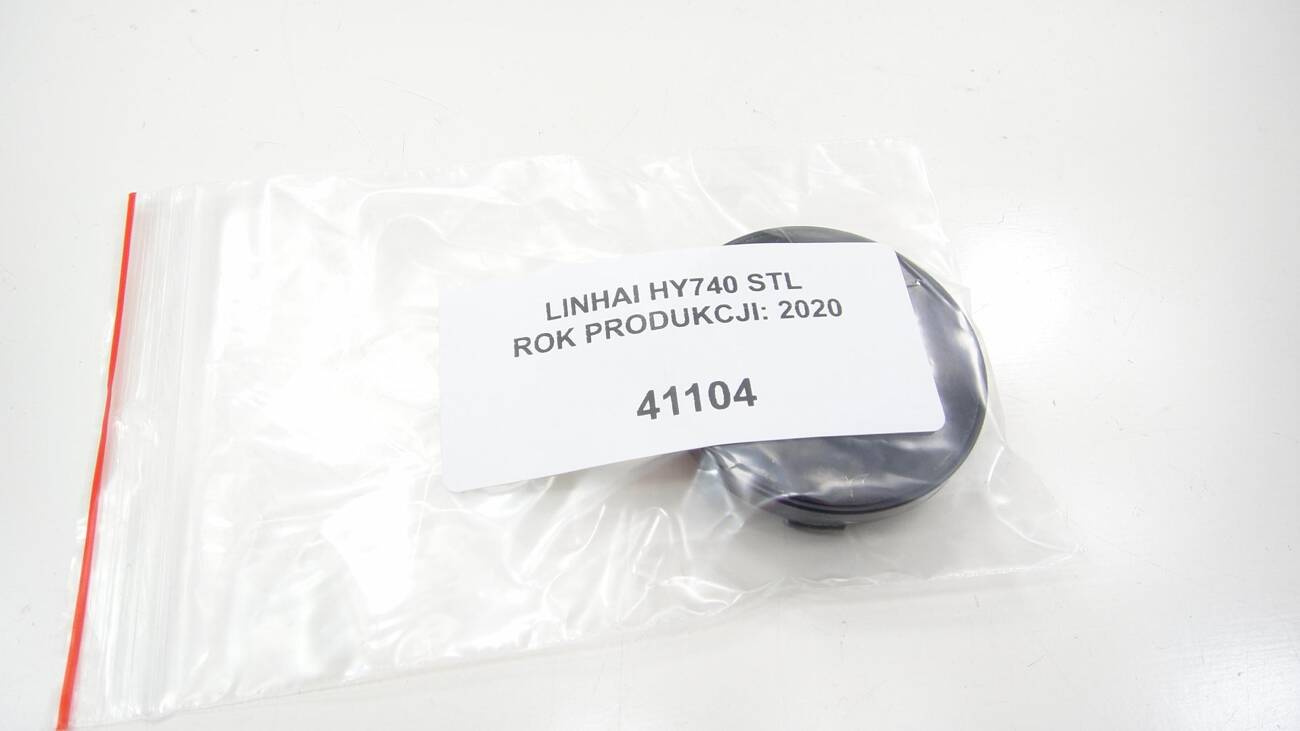 LINHAI HY740 STL
ROK PRODUKCJI: 2020
41104